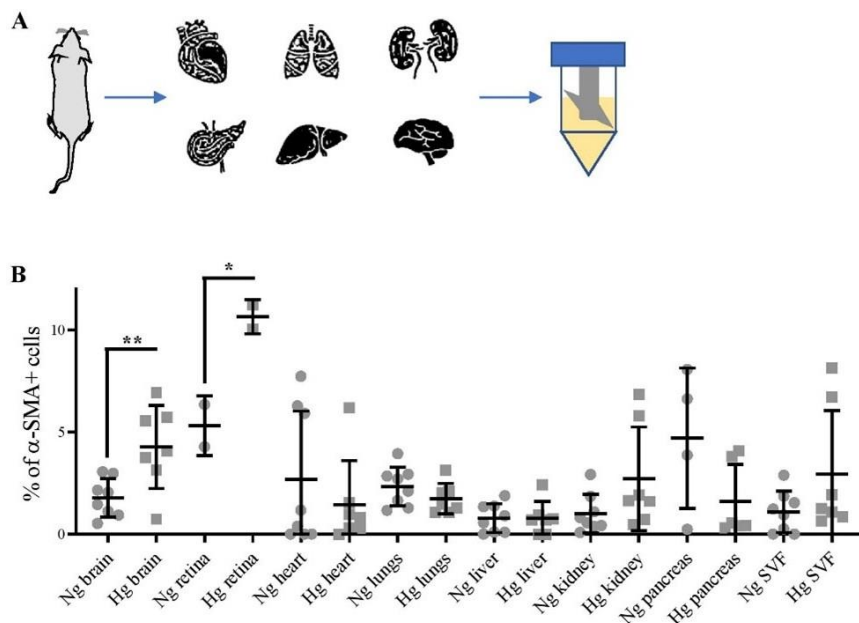 A
B
% of α-SMA+ cells
10
5
0
**
*
Ng brain
Hg brain
Ng retina
Hg retina
Ng heart
Hg heart
Ng lungs
Hg lungs
Ng liver
Hg liver
Ng kidney
Hg kidney
Ng pancreas
Hg pancreas
Ng SVF
Hg SVF